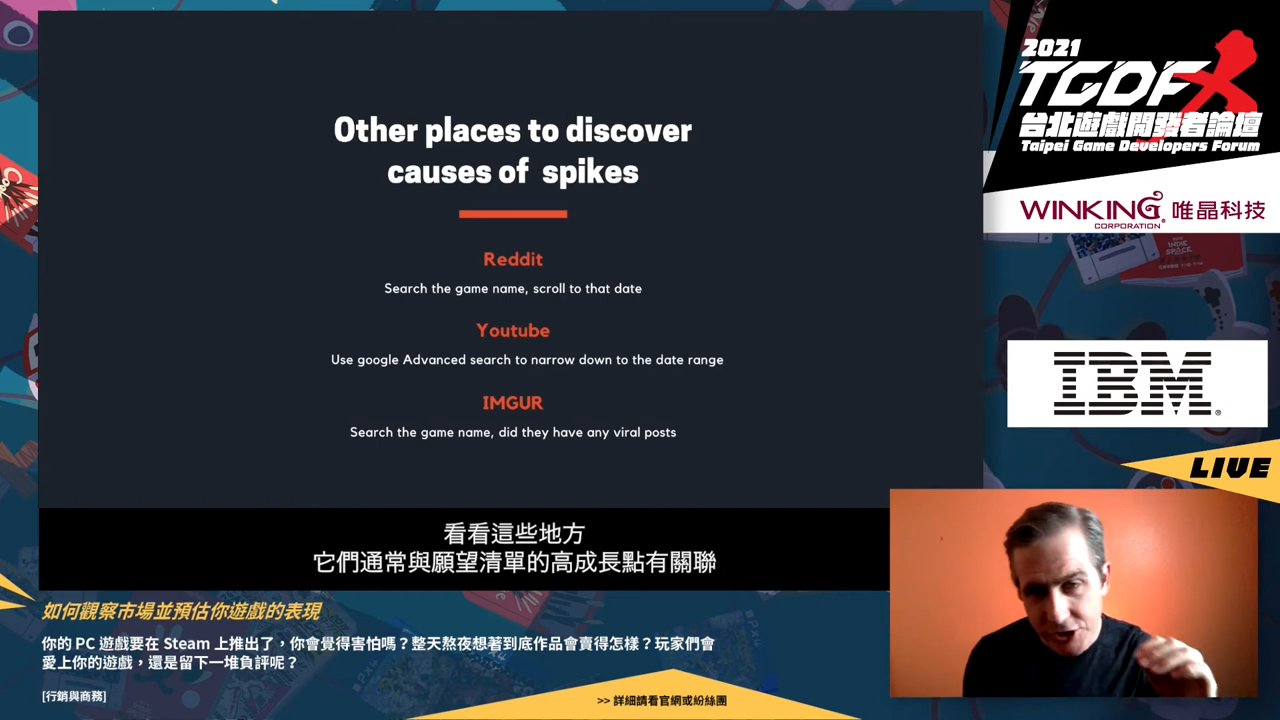 Other places to discover
causes of spikes
Reddit
Search the game name, scroll to that date
Youtube
Use google Advanced search to narrow down to the date range
IMGUR
Search the game name, did they have any viral posts
看看這些地方
它們通常與願望清單的高成長點有關聯
如何觀察市場並預估你遊戲的表現
你的 PC 遊戲要在 Steam 上推出了，你會覺得害怕嗎？整天熬夜想著到底作品會賣得怎樣？玩家們會
愛上你的遊戲，還是留下一堆負評呢？
[行銷與商務]
>> 詳細請看官網或紛絲團
2021
TGDF
台北遊戲開發者論壇
Taipei Game Developers Forum
WINKING 唯晶科技
CORPORATION
INDIE
SPACE
IBM
LIVE